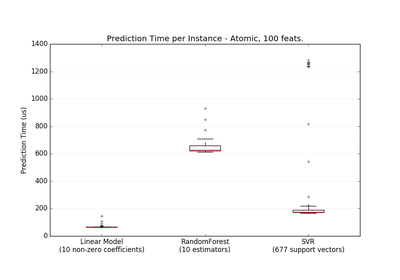 Prediction Time per Instance - Atomic, 100 feats.
1400
1200
1000
800
600
400
200
0
Prediction Time (us)
Linear Model
(10 non-zero coefficients)
RandomForest
(10 estimators)
SVR
(677 support vectors)